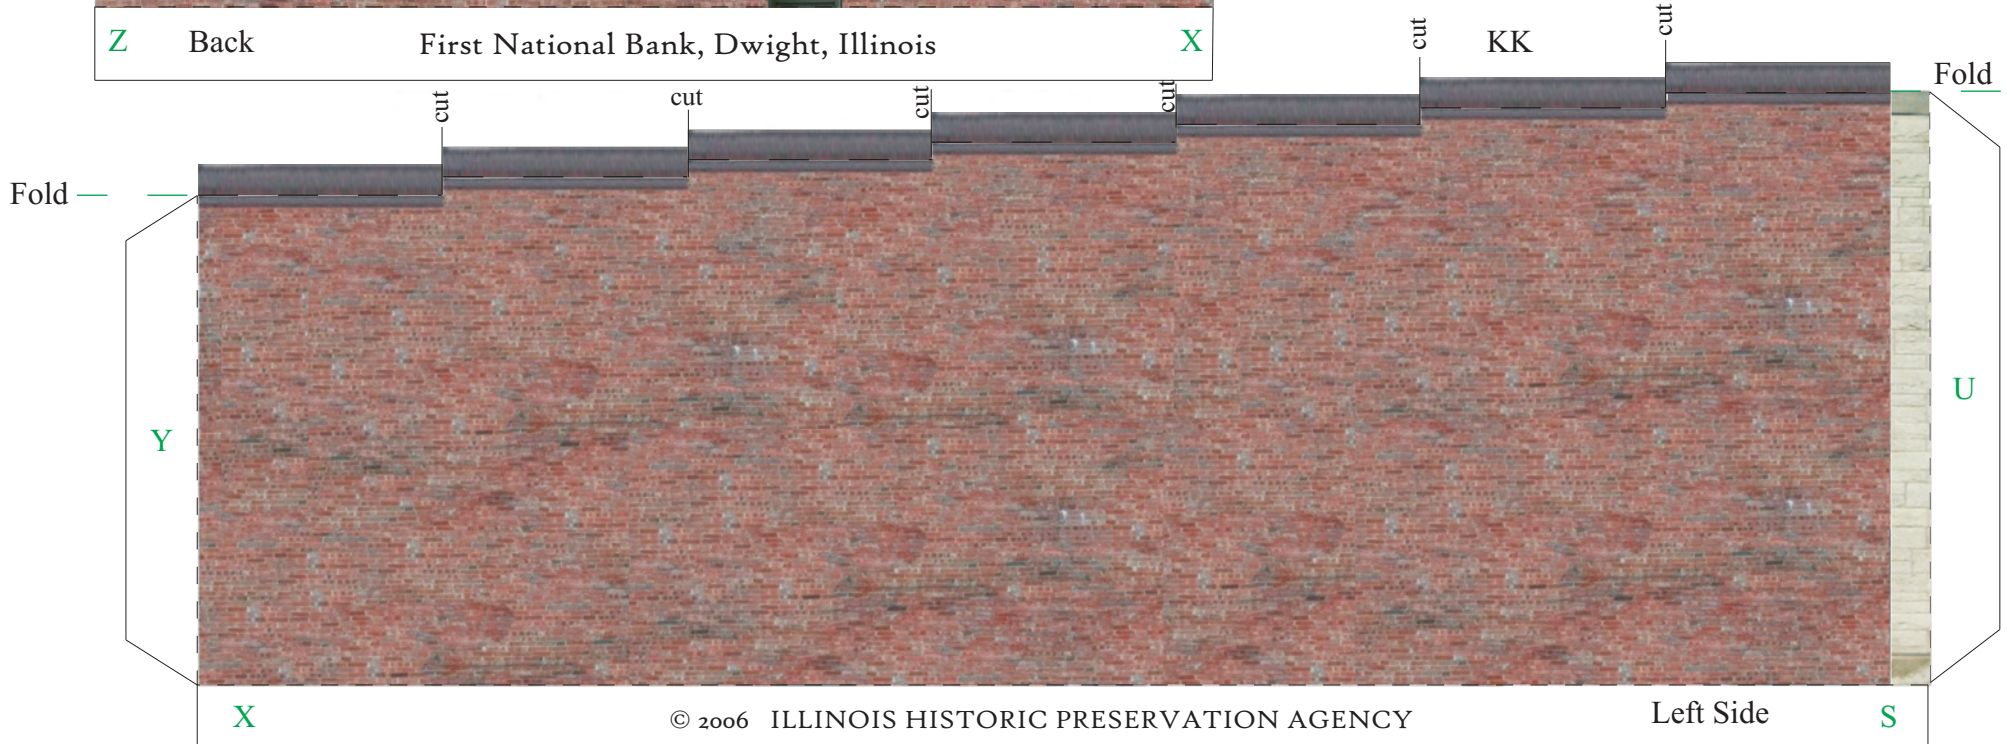 Z Back First National Bank, Dwight, Illinois X
cut cut cut cut cut cut
KK
Fold
Fold
Y
U
X © 2006 ILLINOIS HISTORIC PRESERVATION AGENCY Left Side S